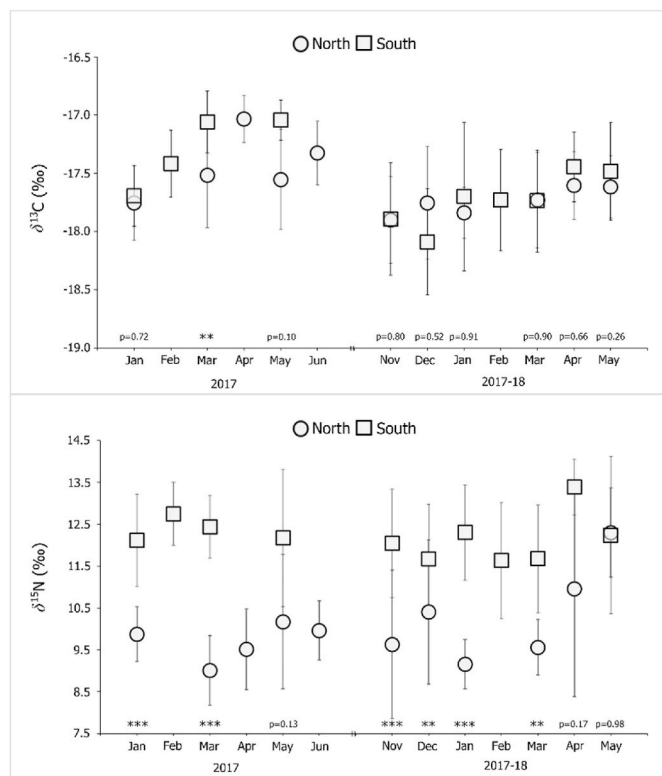 North South
-16.5
-17.0
-17.5
-18.0
-18.5
-19.0
δ13C (‰)
p=0.72 ** p=0.10 p=0.80 p=0.52 p=0.91 p=0.90 p=0.66 p=0.26
Jan Feb Mar Apr May Jun Nov Dec Jan Feb Mar Apr May
2017 2017-18
North South
14.5
13.5
12.5
11.5
10.5
9.5
8.5
7.5
δ15N (‰)
*** *** p=0.13 *** ** *** ** p=0.17 p=0.98
Jan Feb Mar Apr May Jun Nov Dec Jan Feb Mar Apr May
2017 2017-18